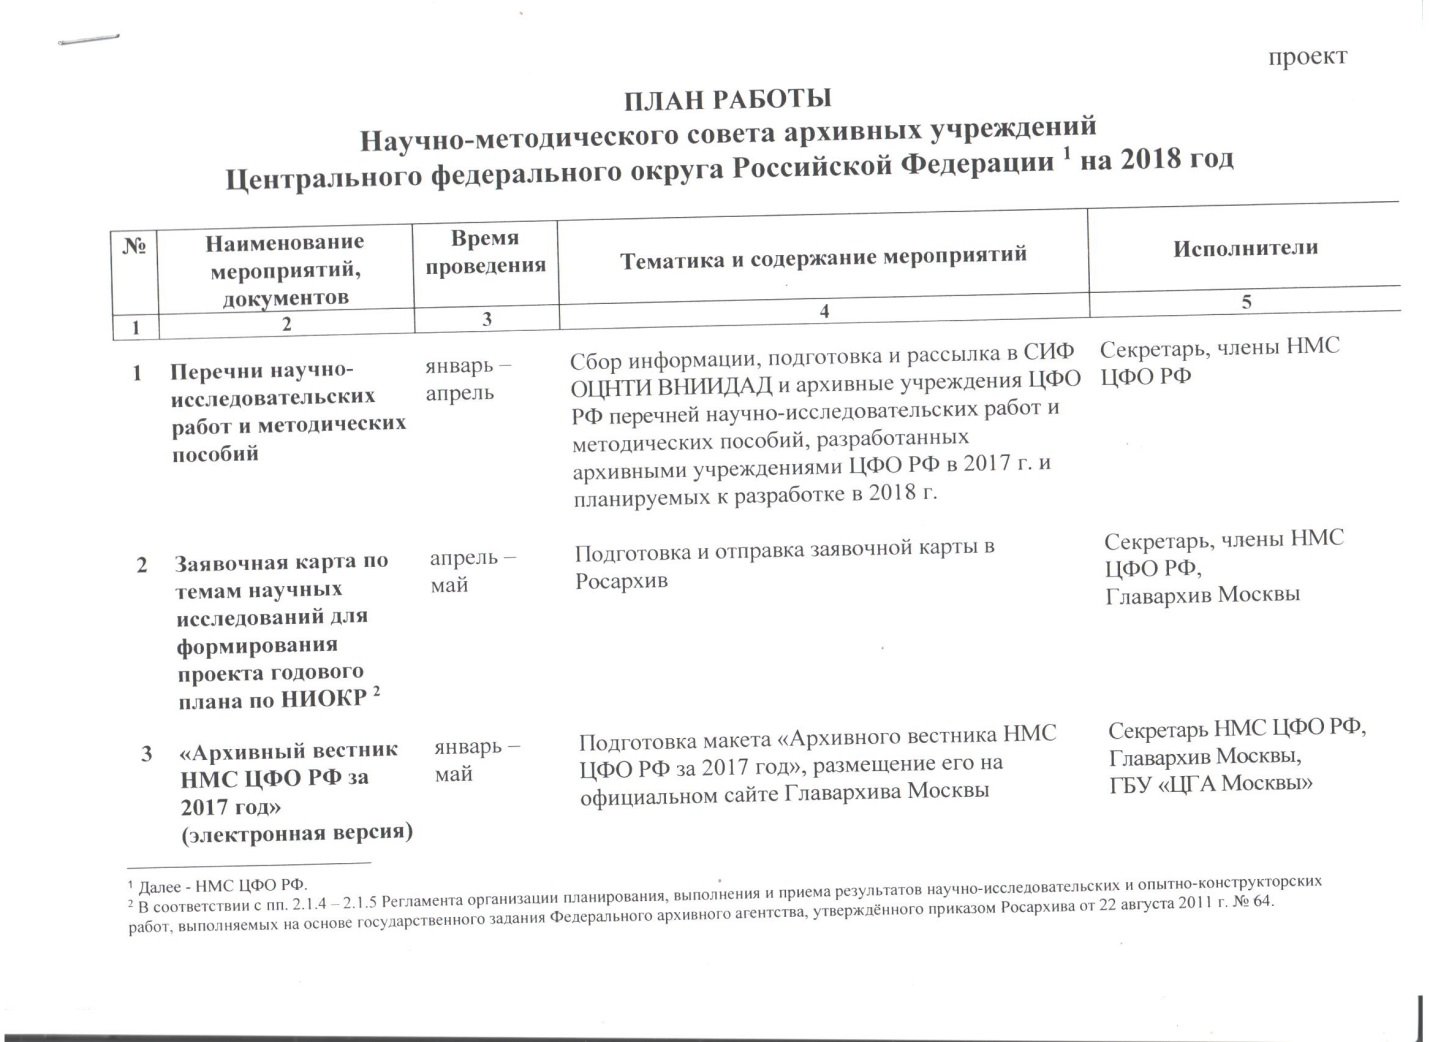 проект
ПЛАН РАБОТЫ
Научно-методического совета архивных учреждений
Центрального федерального округа Российской Федерации ¹ на 2018 год
№
Наименование
мероприятий,
документов
Время
проведения
Тематика и содержание мероприятий
Исполнители
1
2
3
4
5
1
Перечни научно-
исследовательских
работ и методических
пособий
январь –
апрель
Сбор информации, подготовка и рассылка в СИФ
ОЦНТИ ВНИИДАД и архивные учреждения ЦФО
РФ перечней научно-исследовательских работ и
методических пособий, разработанных
архивными учреждениями ЦФО РФ в 2017 г. и
планируемых к разработке в 2018 г.
Секретарь, члены НМС
ЦФО РФ
2
Заявочная карта по
темам научных
исследований для
формирования
проекта годового
плана по НИОКР ²
апрель –
май
Подготовка и отправка заявочной карты в
Росархив
Секретарь, члены НМС
ЦФО РФ,
Главархив Москвы
3
«Архивный вестник
НМС ЦФО РФ за
2017 год»
(электронная версия)
январь –
май
Подготовка макета «Архивного вестника НМС
ЦФО РФ за 2017 год», размещение его на
официальном сайте Главархива Москвы
Секретарь НМС ЦФО РФ,
Главархив Москвы,
ГБУ «ЦГА Москвы»
¹ Далее - НМС ЦФО РФ.
² В соответствии с пп. 2.1.4 – 2.1.5 Регламента организации планирования, выполнения и приема результатов научно-исследовательских и опытно-конструкторских
работ, выполняемых на основе государственного задания Федерального архивного агентства, утверждённого приказом Росархива от 22 августа 2011 г. № 64.